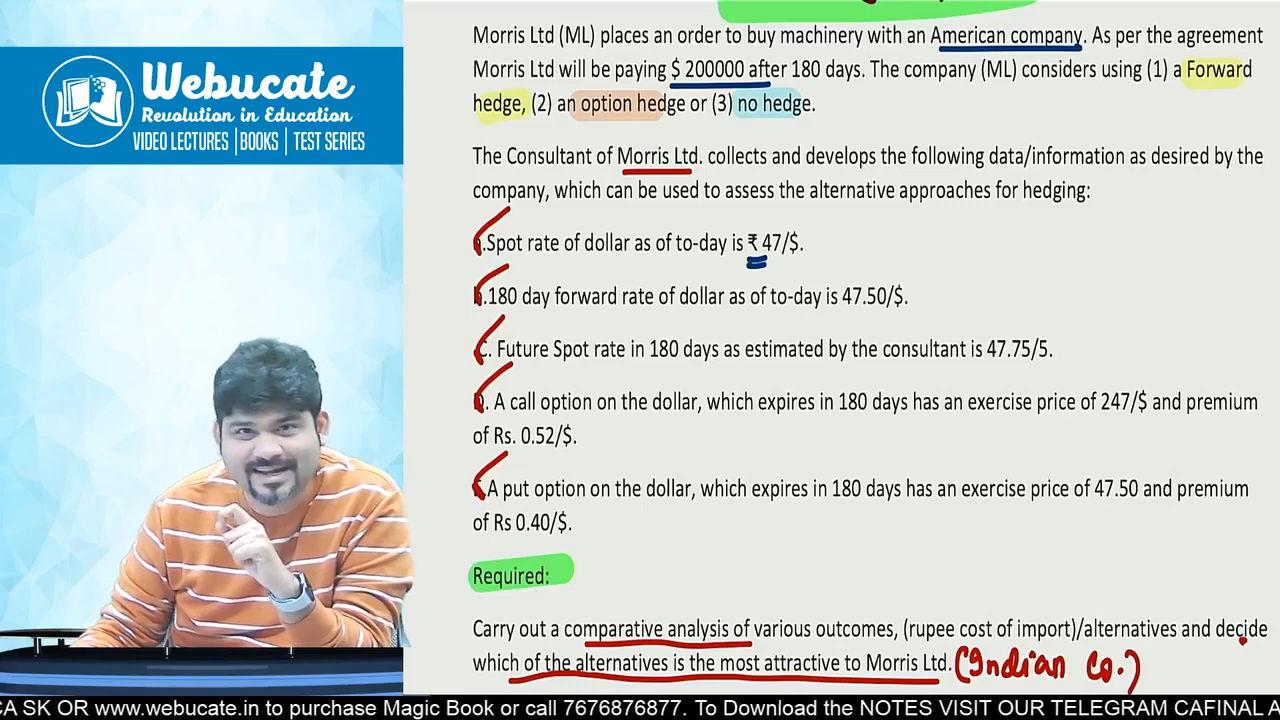 Webucate
Revolution in Education
VIDEO LECTURES | BOOKS | TEST SERIES
Morris Ltd (ML) places an order to buy machinery with an American company. As per the agreement
Morris Ltd will be paying $ 200000 after 180 days. The company (ML) considers using (1) a Forward
hedge, (2) an option hedge or (3) no hedge.
The Consultant of Morris Ltd. collects and develops the following data/information as desired by the
company, which can be used to assess the alternative approaches for hedging:
.Spot rate of dollar as of to-day is ₹ 47/$.
.180 day forward rate of dollar as of to-day is 47.50/$.
C. Future Spot rate in 180 days as estimated by the consultant is 47.75/5.
. A call option on the dollar, which expires in 180 days has an exercise price of 247/$ and premium
of Rs. 0.52/$.
.A put option on the dollar, which expires in 180 days has an exercise price of 47.50 and premium
of Rs 0.40/$.
Required:
Carry out a comparative analysis of various outcomes, (rupee cost of import)/alternatives and decide
which of the alternatives is the most attractive to Morris Ltd. (Indian Co.)
CA SK OR www.webucate.in to purchase Magic Book or call 7676876877. To Download the NOTES VISIT OUR TELEGRAM CAFINAL A